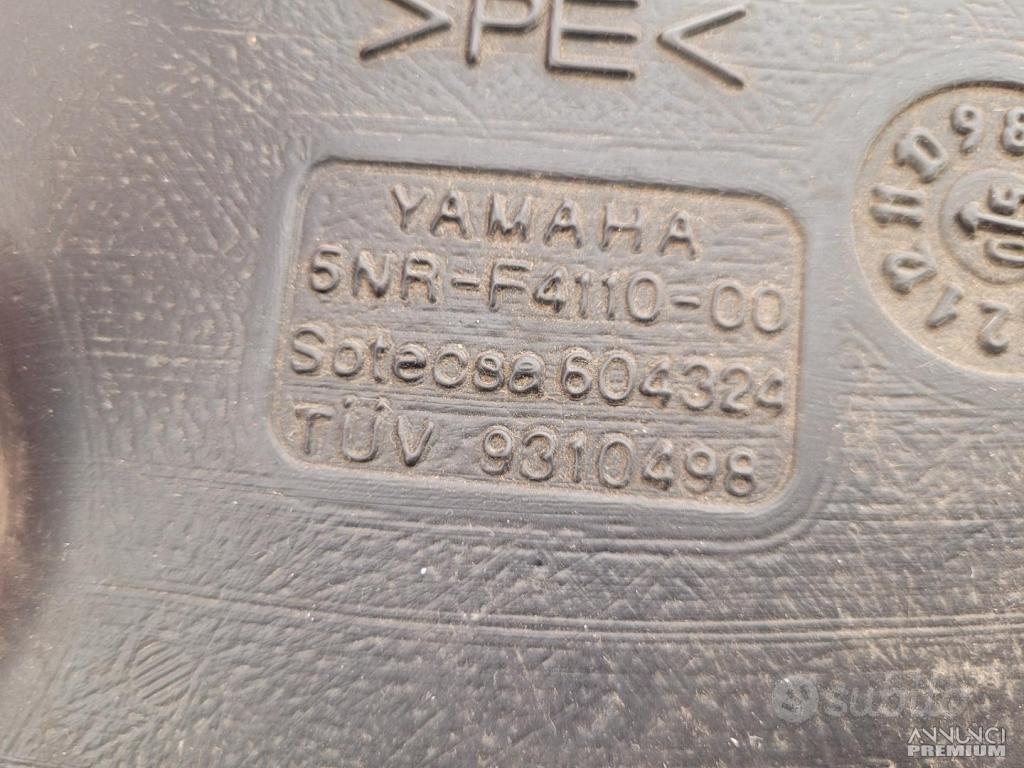 >PE<
YAMAHA
5NR-F4110-00
Sotecsa 604324
TÜV 9310498
subito
ANNUNCI
PREMIUM